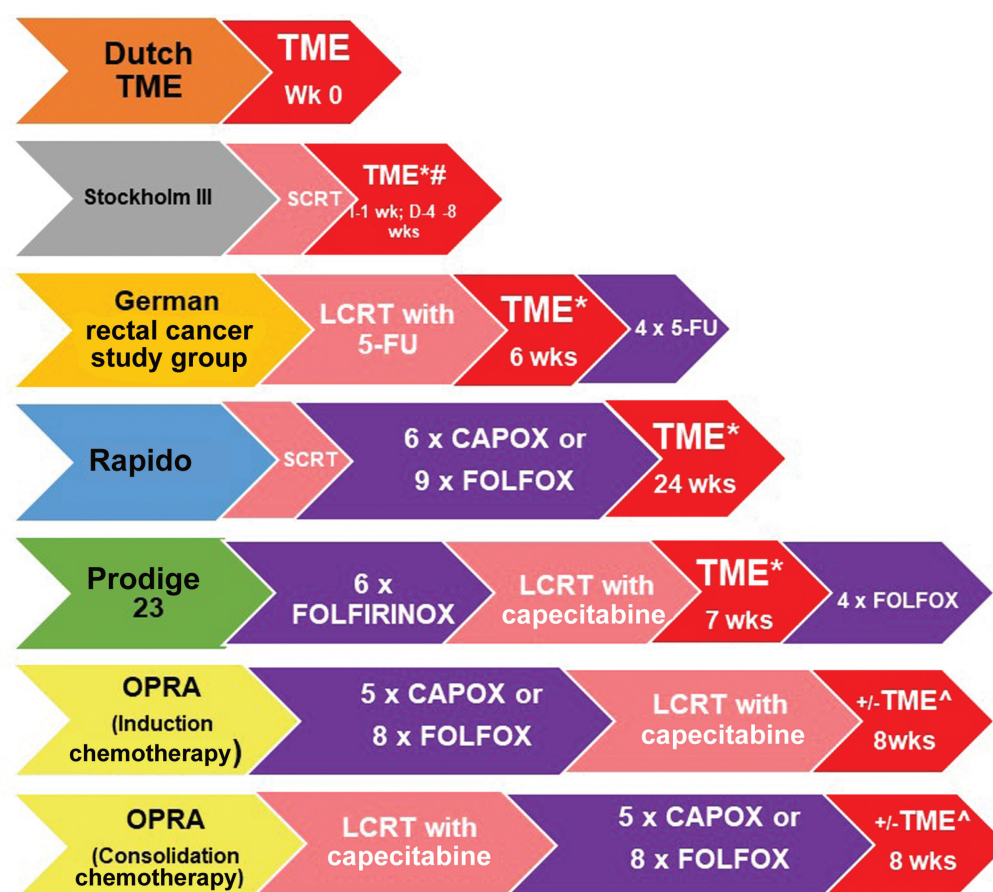 Dutch
TME
TME
Wk 0
Stockholm III
SCRT
TME*#
I-1 wk; D-4 -8
wks
German
rectal cancer
study group
LCRT with
5-FU
TME*
6 wks
4 x 5-FU
Rapido
SCRT
6 x CAPOX or
9 x FOLFOX
TME*
24 wks
Prodige
23
6 x
FOLFIRINOX
LCRT with
capecitabine
TME*
7 wks
4 x FOLFOX
OPRA
(Induction
chemotherapy)
5 x CAPOX or
8 x FOLFOX
LCRT with
capecitabine
+/-TME^
8wks
OPRA
(Consolidation
chemotherapy)
LCRT with
capecitabine
5 x CAPOX or
8 x FOLFOX
+/-TME^
8 wks